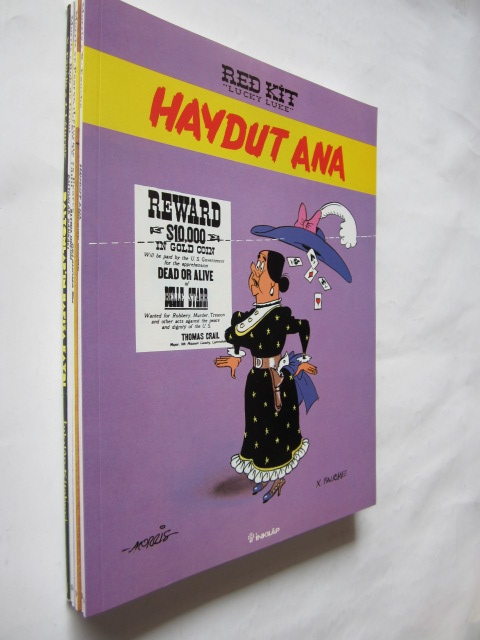 RED KİT
"LUCKY LUKE"
HAYDUT ANA
REWARD
$10,000
IN GOLD COIN
Will be paid by the U.S. Government
for the apprehension
DEAD OR ALIVE
of
BELLE STARR
Wanted for Robbery, Murder, Treason
and other acts against the peace
and dignity of the U.S.
THOMAS CRAIL
X. FAUCHE
MORRIS
İNKILÂP